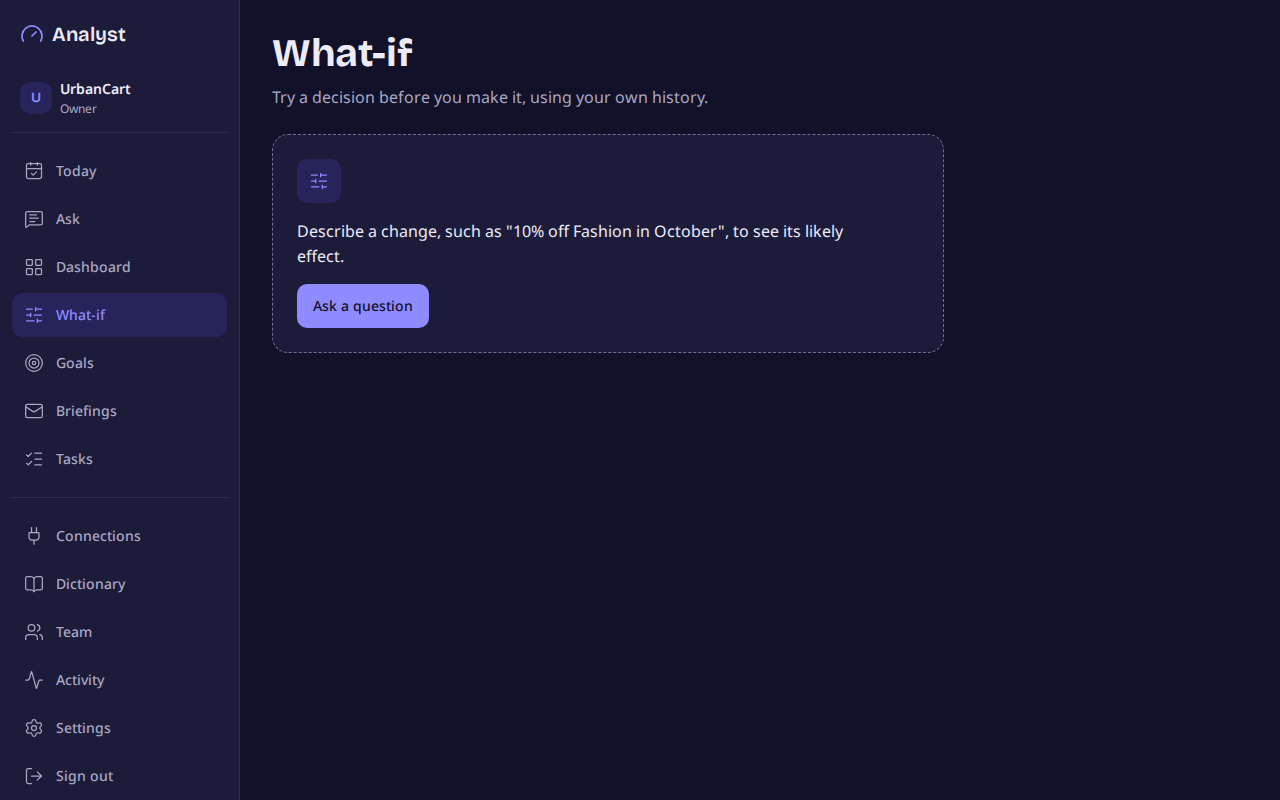 Analyst
U
UrbanCart
Owner
Today
Ask
Dashboard
What-if
Goals
Briefings
Tasks
Connections
Dictionary
Team
Activity
Settings
Sign out
What-if
Try a decision before you make it, using your own history.
Describe a change, such as "10% off Fashion in October", to see its likely
effect.
Ask a question